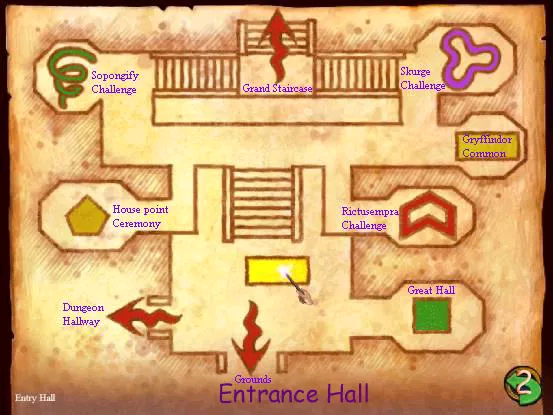 Sopongify
Challenge
Grand Staircase
Skurge
Challenge
Gryffindor
Common
House point
Ceremony
Rictusempra
Challenge
Great Hall
Dungeon
Hallway
Grounds
Entrance Hall
Entry Hall
2